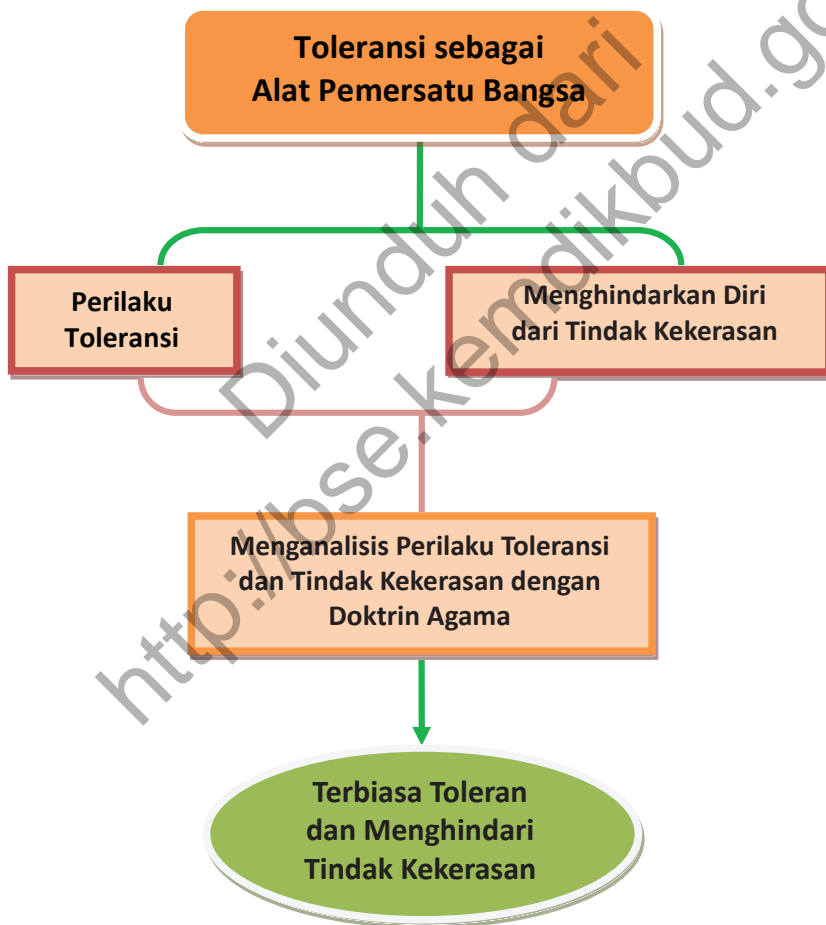 Toleransi sebagai
Alat Pemersatu Bangsa
Perilaku
Toleransi
Menghindarkan Diri
dari Tindak Kekerasan
Menganalisis Perilaku Toleransi
dan Tindak Kekerasan dengan
Doktrin Agama
Terbiasa Toleran
dan Menghindari
Tindak Kekerasan
Diunduh dari
http://bse.kemdikbud.go